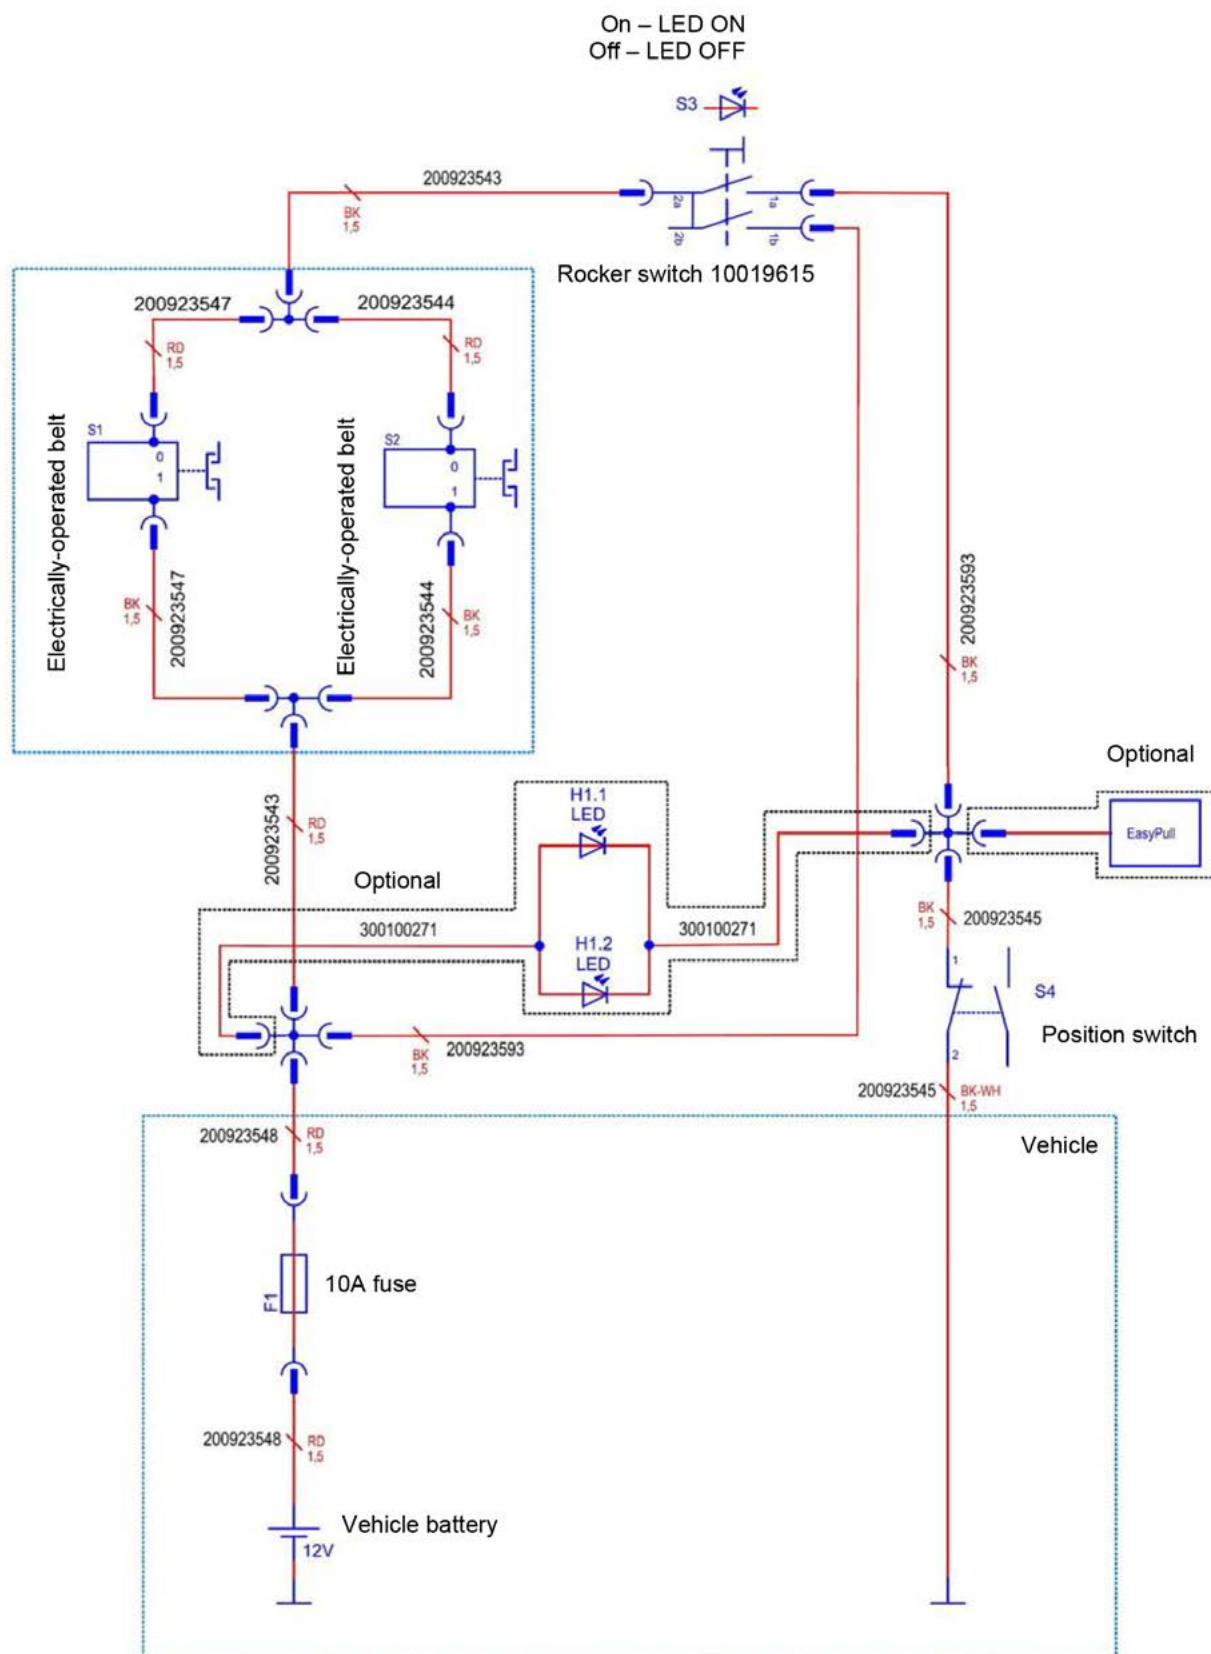 On – LED ON
Off – LED OFF
S3
200923543
BK
1,5
2a
1a
2b
1b
Rocker switch 10019615
200923547
200923544
RD
1,5
RD
1,5
Electrically-operated belt
S1
0
1
Electrically-operated belt
S2
0
1
BK
1,5
200923547
200923544
BK
1,5
200923593
BK
1,5
200923543
RD
1,5
Optional
H1.1
LED
Optional
EasyPull
300100271
H1.2
LED
300100271
BK
1,5
200923545
1
S4
2
Position switch
BK
1,5
200923593
200923545
BK-WH
1,5
200923548
RD
1,5
Vehicle
F1
10A fuse
200923548
RD
1,5
Vehicle battery
12V